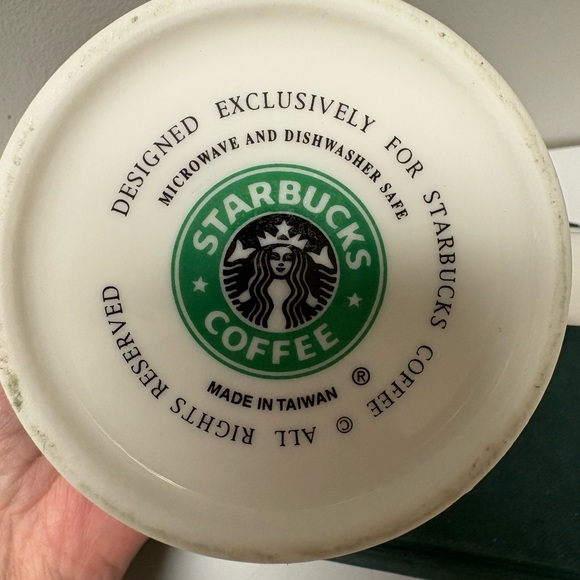 DESIGNED EXCLUSIVELY FOR STARBUCKS COFFEE © ALL RIGHTS RESERVED
MICROWAVE AND DISHWASHER SAFE
STARBUCKS
COFFEE
®
MADE IN TAIWAN